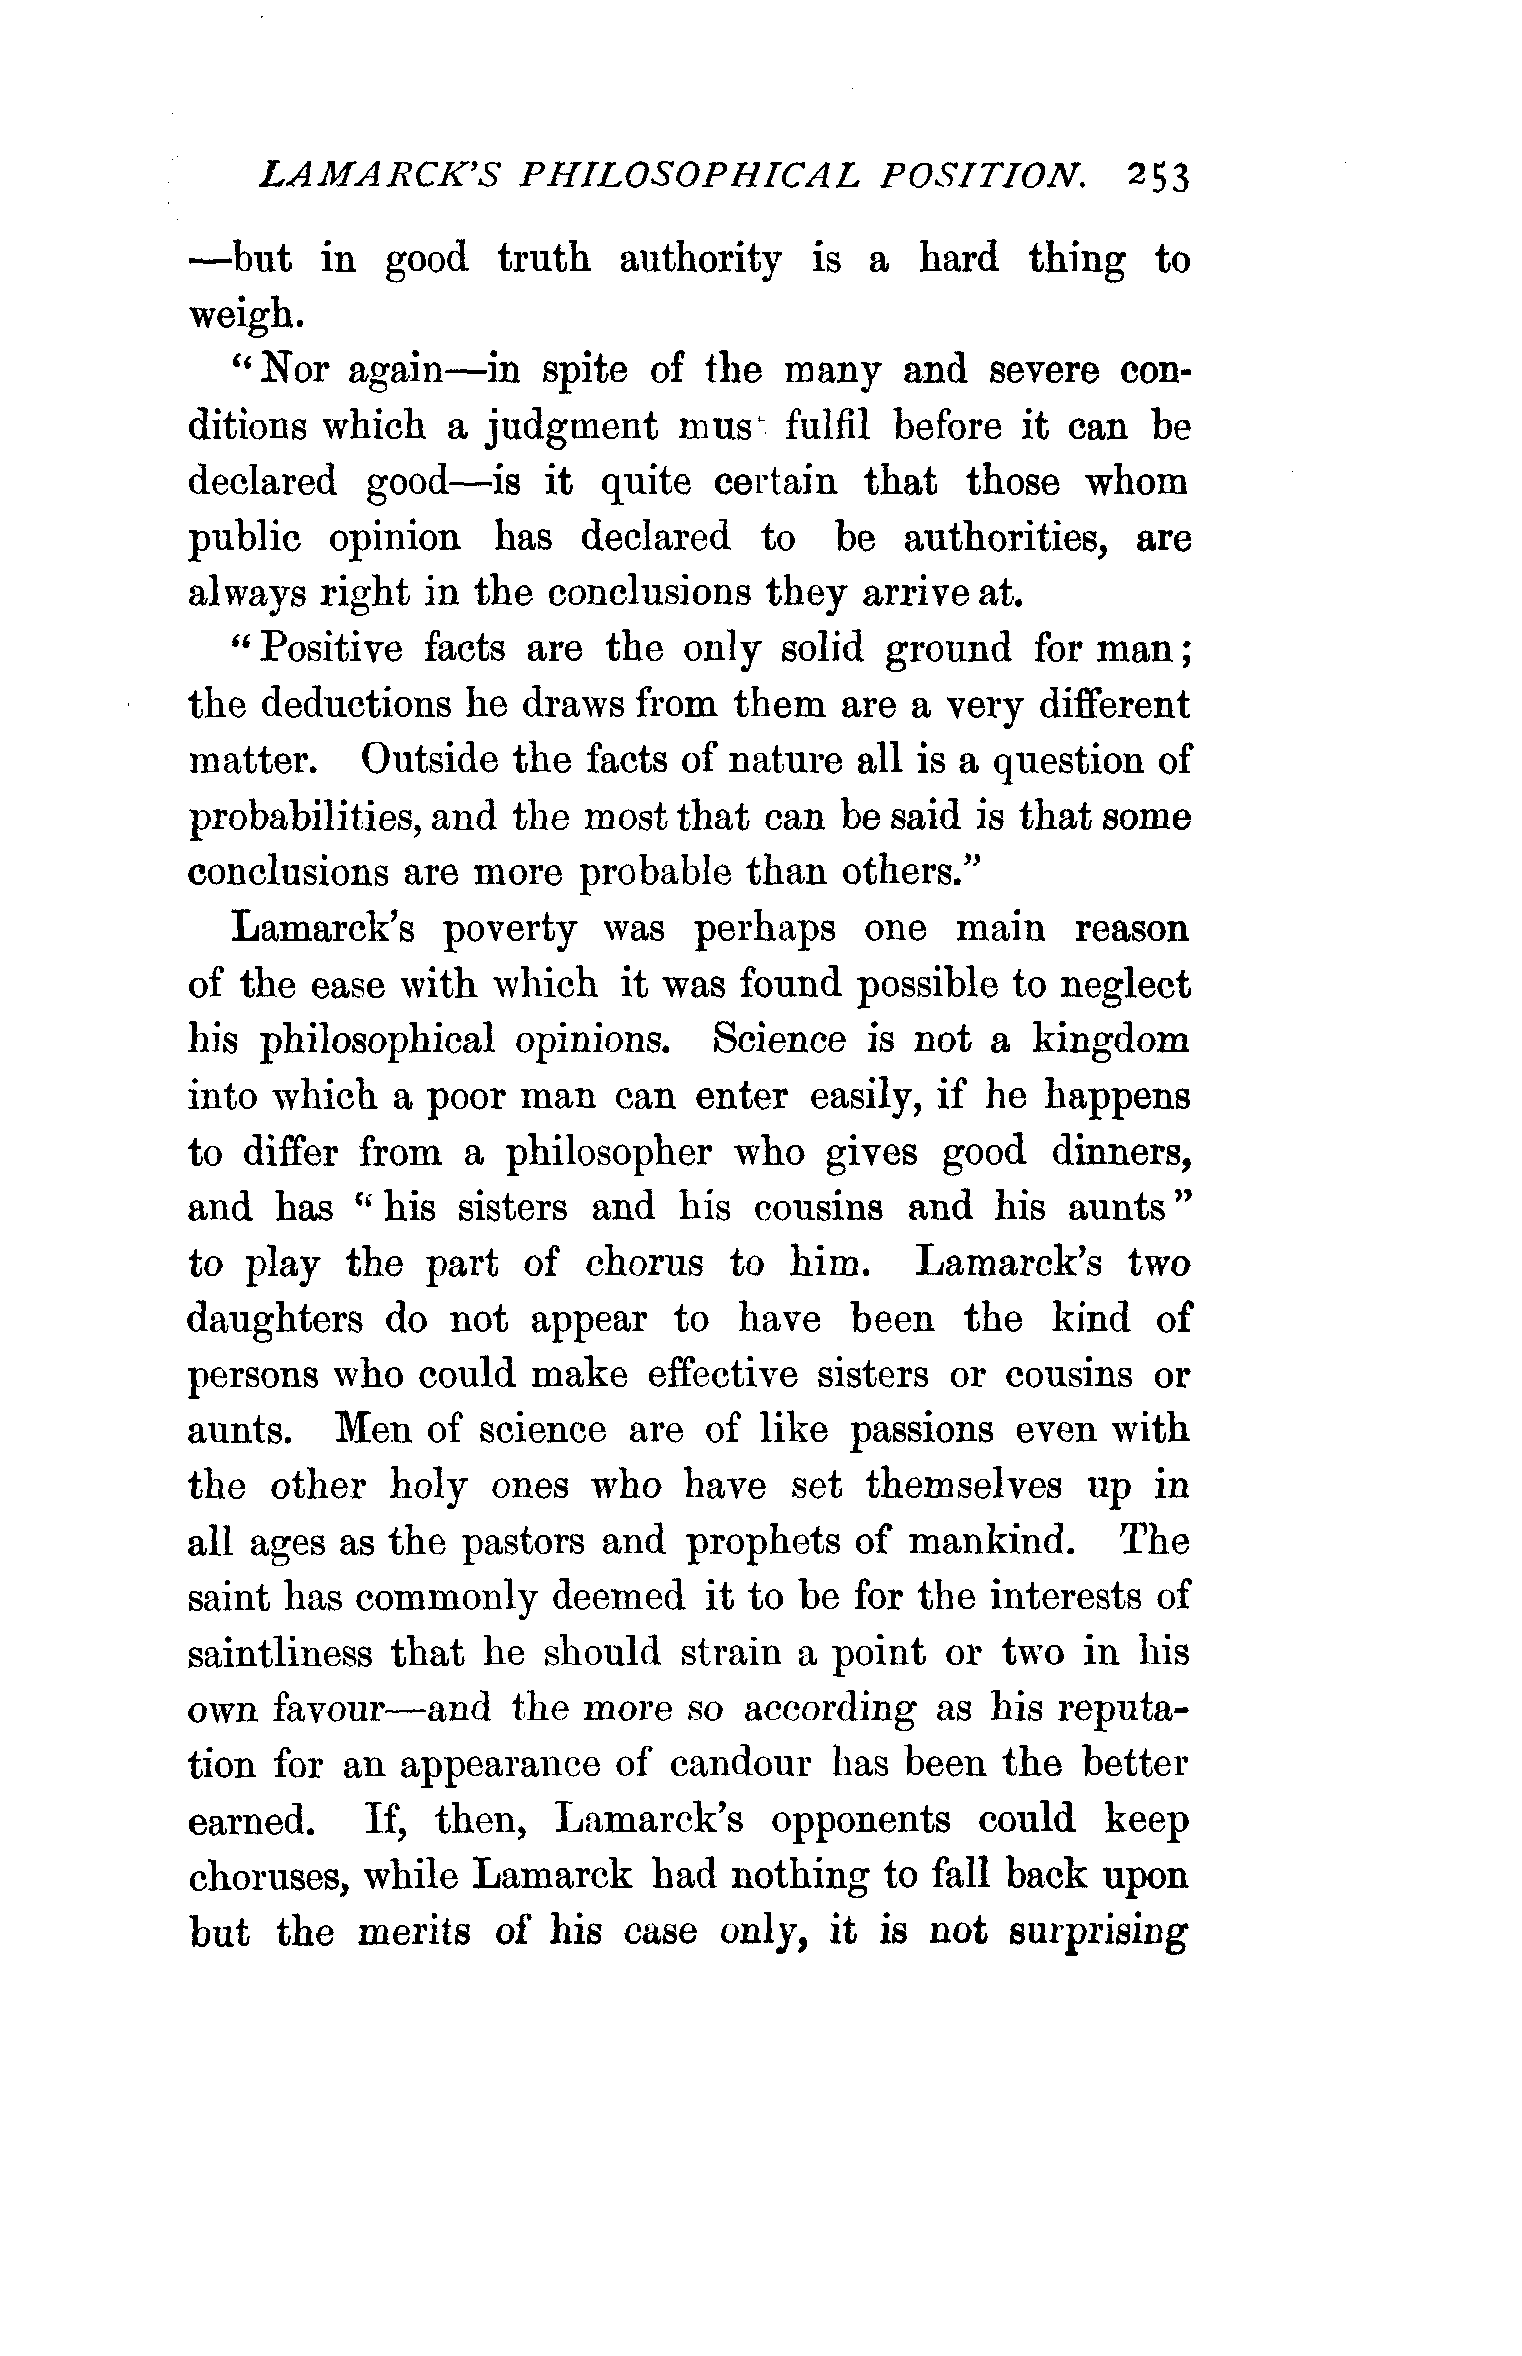 LAMARCK'S PHILOSOPHICAL POSITION. 253
—but in good truth authority is a hard thing to
weigh.
"Nor again—in spite of the many and severe con-
ditions which a judgment mus fulfil before it can be
declared good—is it quite certain that those whom
public opinion has declared to be authorities, are
always right in the conclusions they arrive at.
"Positive facts are the only solid ground for man;
the deductions he draws from them are a very different
matter. Outside the facts of nature all is a question of
probabilities, and the most that can be said is that some
conclusions are more probable than others."
Lamarck's poverty was perhaps one main reason
of the ease with which it was found possible to neglect
his philosophical opinions. Science is not a kingdom
into which a poor man can enter easily, if he happens
to differ from a philosopher who gives good dinners,
and has "his sisters and his cousins and his aunts"
to play the part of chorus to him. Lamarck's two
daughters do not appear to have been the kind of
persons who could make effective sisters or cousins or
aunts. Men of science are of like passions even with
the other holy ones who have set themselves up in
all ages as the pastors and prophets of mankind. The
saint has commonly deemed it to be for the interests of
saintliness that he should strain a point or two in his
own favour—and the more so according as his reputa-
tion for an appearance of candour has been the better
earned. If, then, Lamarck's opponents could keep
choruses, while Lamarck had nothing to fall back upon
but the merits of his case only, it is not surprising